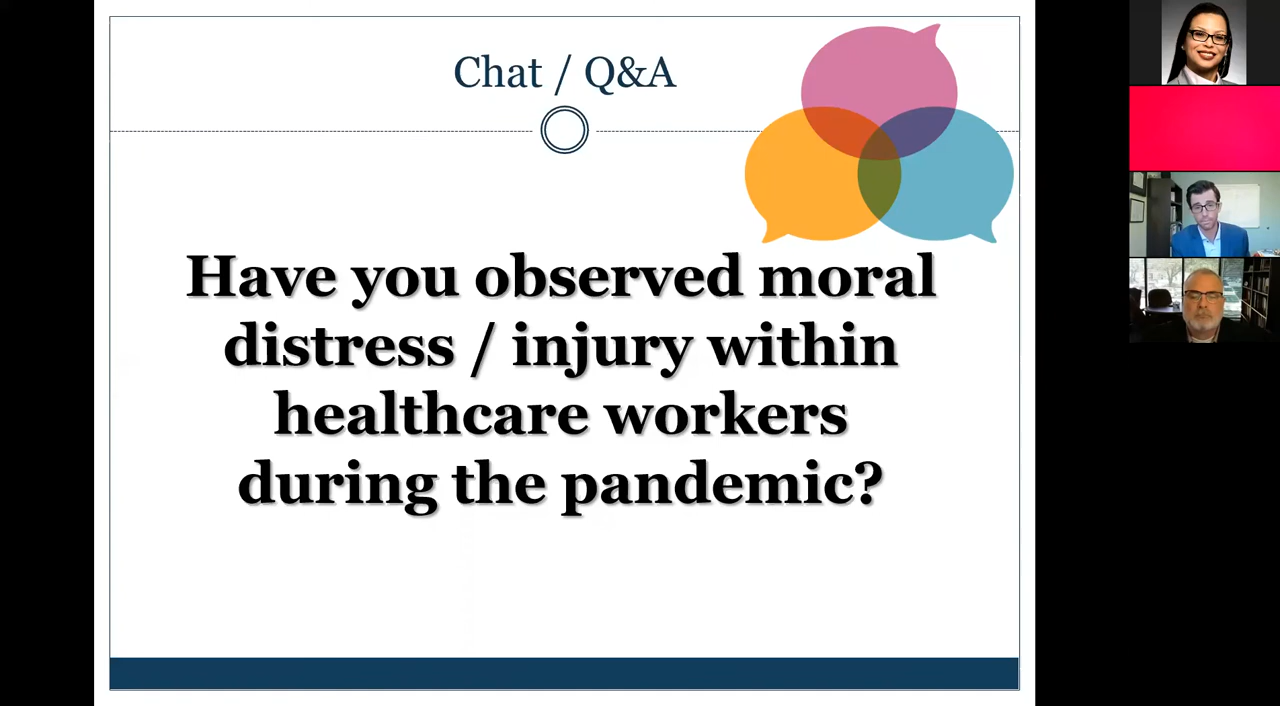 Chat / Q&A
Have you observed moral
distress / injury within
healthcare workers
during the pandemic?